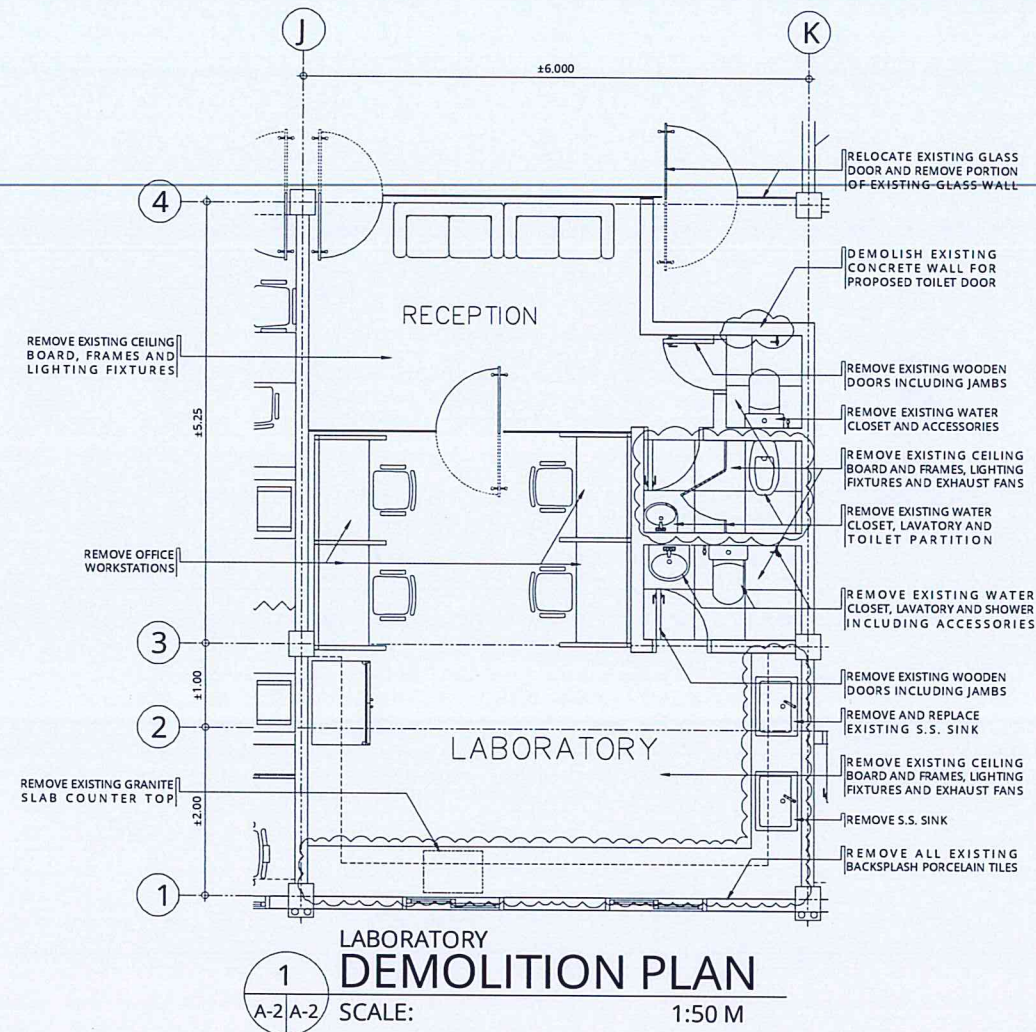 J
K
±6.000
4
RELOCATE EXISTING GLASS
DOOR AND REMOVE PORTION
OF EXISTING GLASS WALL
DEMOLISH EXISTING
CONCRETE WALL FOR
PROPOSED TOILET DOOR
RECEPTION
REMOVE EXISTING CEILING
BOARD, FRAMES AND
LIGHTING FIXTURES
±5.25
REMOVE EXISTING WOODEN
DOORS INCLUDING JAMBS
REMOVE EXISTING WATER
CLOSET AND ACCESSORIES
REMOVE EXISTING CEILING
BOARD AND FRAMES, LIGHTING
FIXTURES AND EXHAUST FANS
REMOVE EXISTING WATER
CLOSET, LAVATORY AND
TOILET PARTITION
REMOVE OFFICE
WORKSTATIONS
REMOVE EXISTING WATER
CLOSET, LAVATORY AND SHOWER
INCLUDING ACCESSORIES
3
±1.00
REMOVE EXISTING WOODEN
DOORS INCLUDING JAMBS
2
REMOVE AND REPLACE
EXISTING S.S. SINK
LABORATORY
REMOVE EXISTING CEILING
BOARD AND FRAMES, LIGHTING
FIXTURES AND EXHAUST FANS
REMOVE EXISTING GRANITE
SLAB COUNTER TOP
±2.00
REMOVE S.S. SINK
REMOVE ALL EXISTING
BACKSPLASH PORCELAIN TILES
1
LABORATORY
1
DEMOLITION PLAN
A-2 A-2
SCALE: 1:50 M